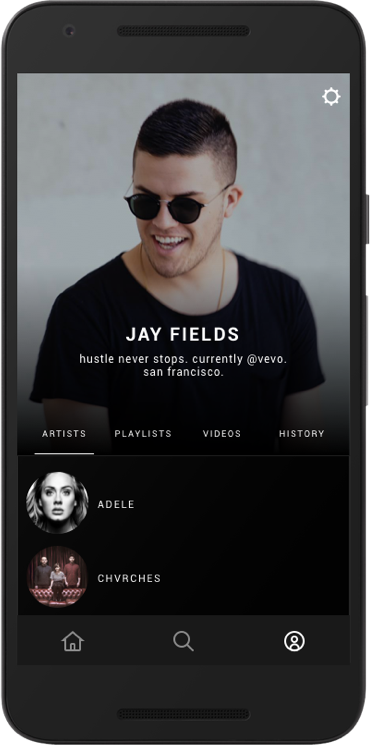 JAY FIELDS
hustle never stops. currently @vevo.
san francisco.
ARTISTS PLAYLISTS VIDEOS HISTORY
ADELE
CHVRCHES